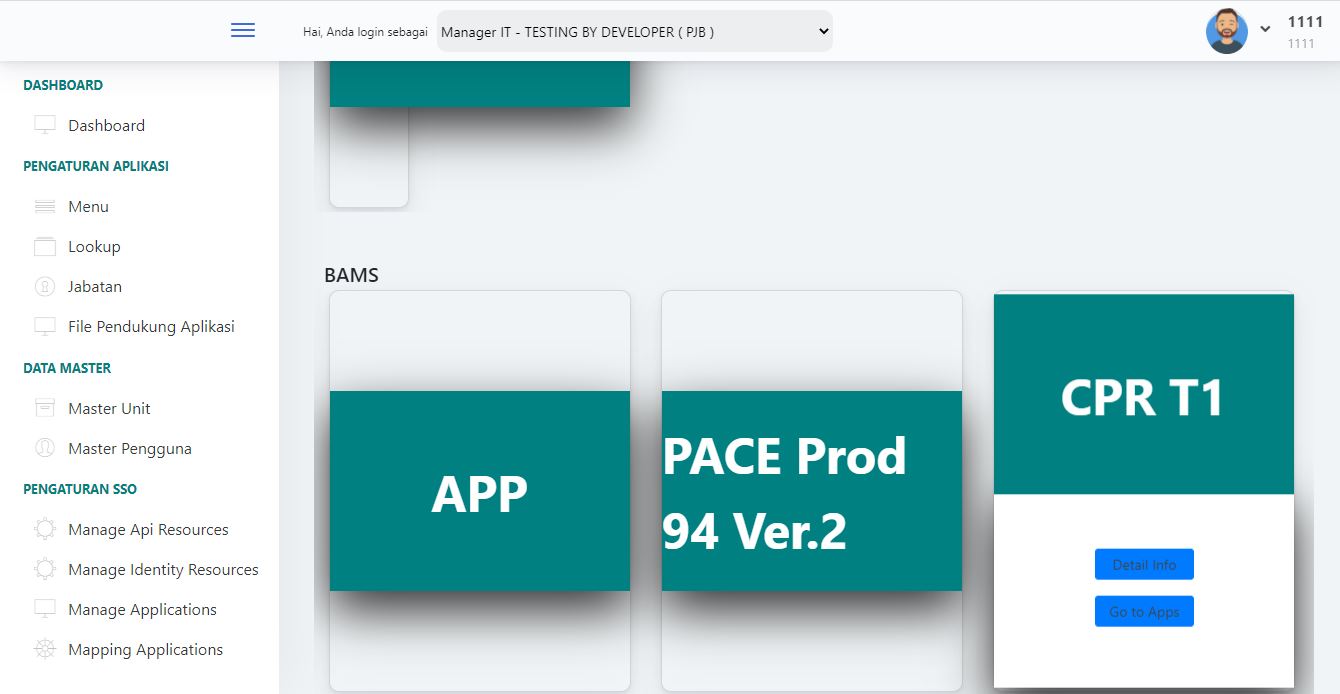 Hai, Anda login sebagai
Manager IT - TESTING BY DEVELOPER ( PJB )
1111
1111
DASHBOARD
Dashboard
PENGATURAN APLIKASI
Menu
Lookup
Jabatan
File Pendukung Aplikasi
DATA MASTER
Master Unit
Master Pengguna
PENGATURAN SSO
Manage Api Resources
Manage Identity Resources
Manage Applications
Mapping Applications
BAMS
APP
PACE Prod
94 Ver.2
CPR T1
Detail Info
Go to Apps